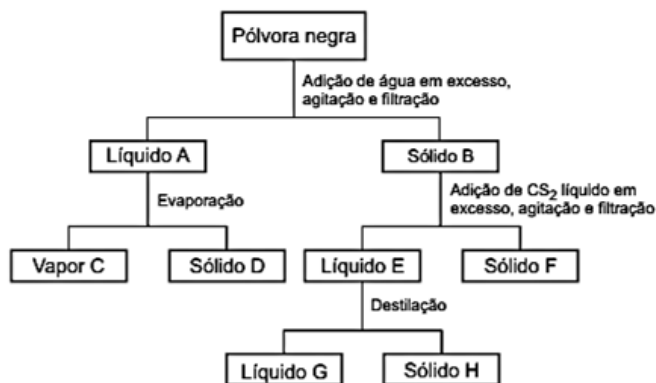 Pólvora negra
Adição de água em excesso,
agitação e filtração
Líquido A
Sólido B
Evaporação
Adição de CS₂ líquido em
excesso, agitação e filtração
Vapor C
Sólido D
Líquido E
Sólido F
Destilação
Líquido G
Sólido H